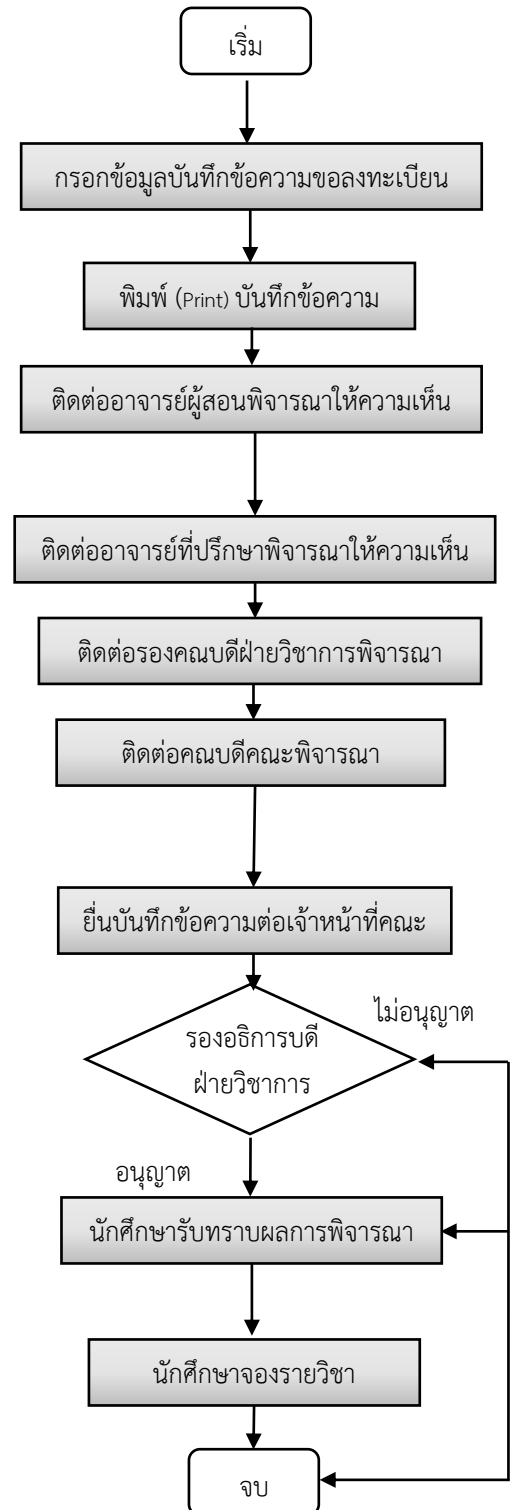 เริ่ม
กรอกข้อมูลบันทึกข้อความขอลงทะเบียน
พิมพ์ (Print) บันทึกข้อความ
ติดต่ออาจารย์ผู้สอนพิจารณาให้ความเห็น
ติดต่ออาจารย์ที่ปรึกษาพิจารณาให้ความเห็น
ติดต่อรองคณบดีฝ่ายวิชาการพิจารณา
ติดต่อคณบดีคณะพิจารณา
ยื่นบันทึกข้อความต่อเจ้าหน้าที่คณะ
ไม่อนุญาต
รองอธิการบดี
ฝ่ายวิชาการ
อนุญาต
นักศึกษารับทราบผลการพิจารณา
นักศึกษาจองรายวิชา
จบ